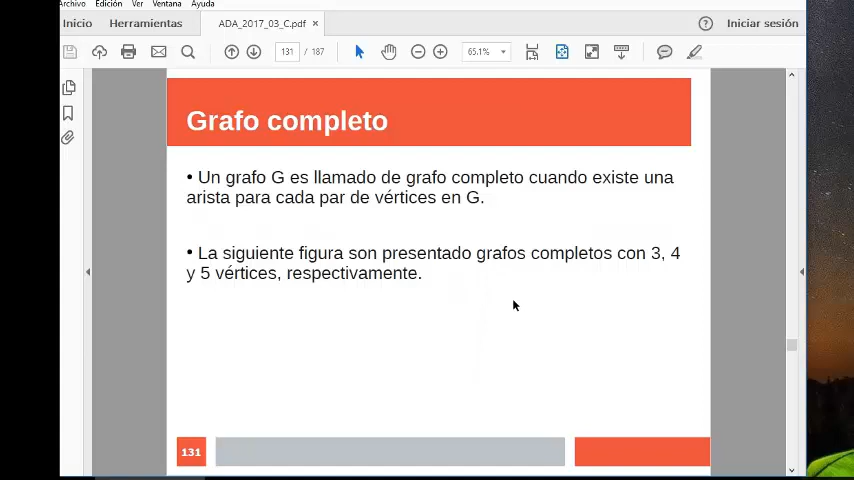 Archivo Edición Ver Ventana Ayuda
Inicio Herramientas ADA_2017_03_C.pdf × ? Iniciar sesión
131 / 187 65.1%
Grafo completo
• Un grafo G es llamado de grafo completo cuando existe una
arista para cada par de vértices en G.
• La siguiente figura son presentado grafos completos con 3, 4
y 5 vértices, respectivamente.
131